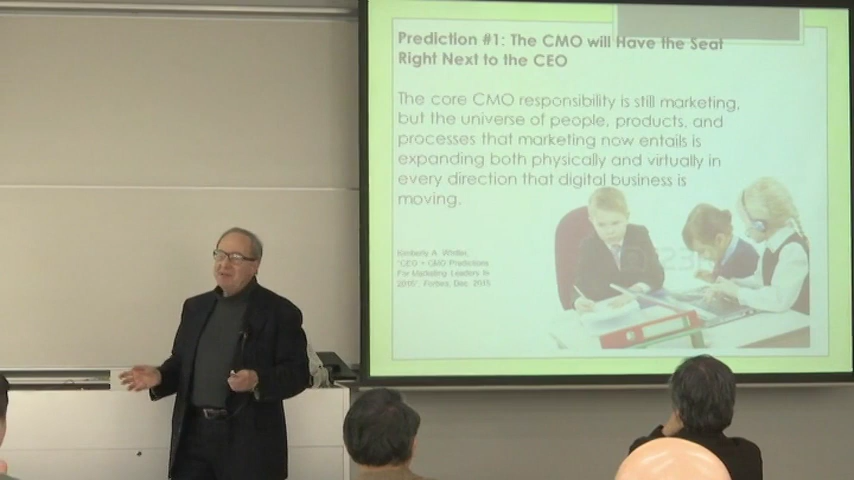 Prediction #1: The CMO will Have the Seat
Right Next to the CEO
The core CMO responsibility is still marketing,
but the universe of people, products, and
processes that marketing now entails is
expanding both physically and virtually in
every direction that digital business is
moving.
Kimberly A. Whitler,
"CEO + CMO Predictions
For Marketing Leaders In
2016", Forbes, Dec. 2015